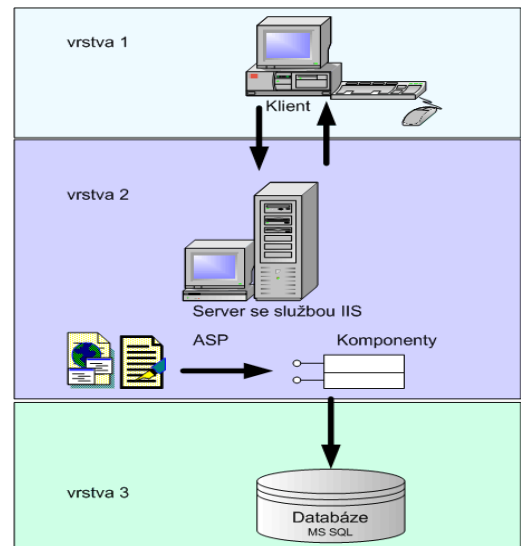 vrstva 1
Klient
vrstva 2
Server se službou IIS
ASP
Komponenty
vrstva 3
Databáze
MS SQL